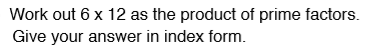 Work out 6 x 12 as the product of prime factors.
Give your answer in index form.